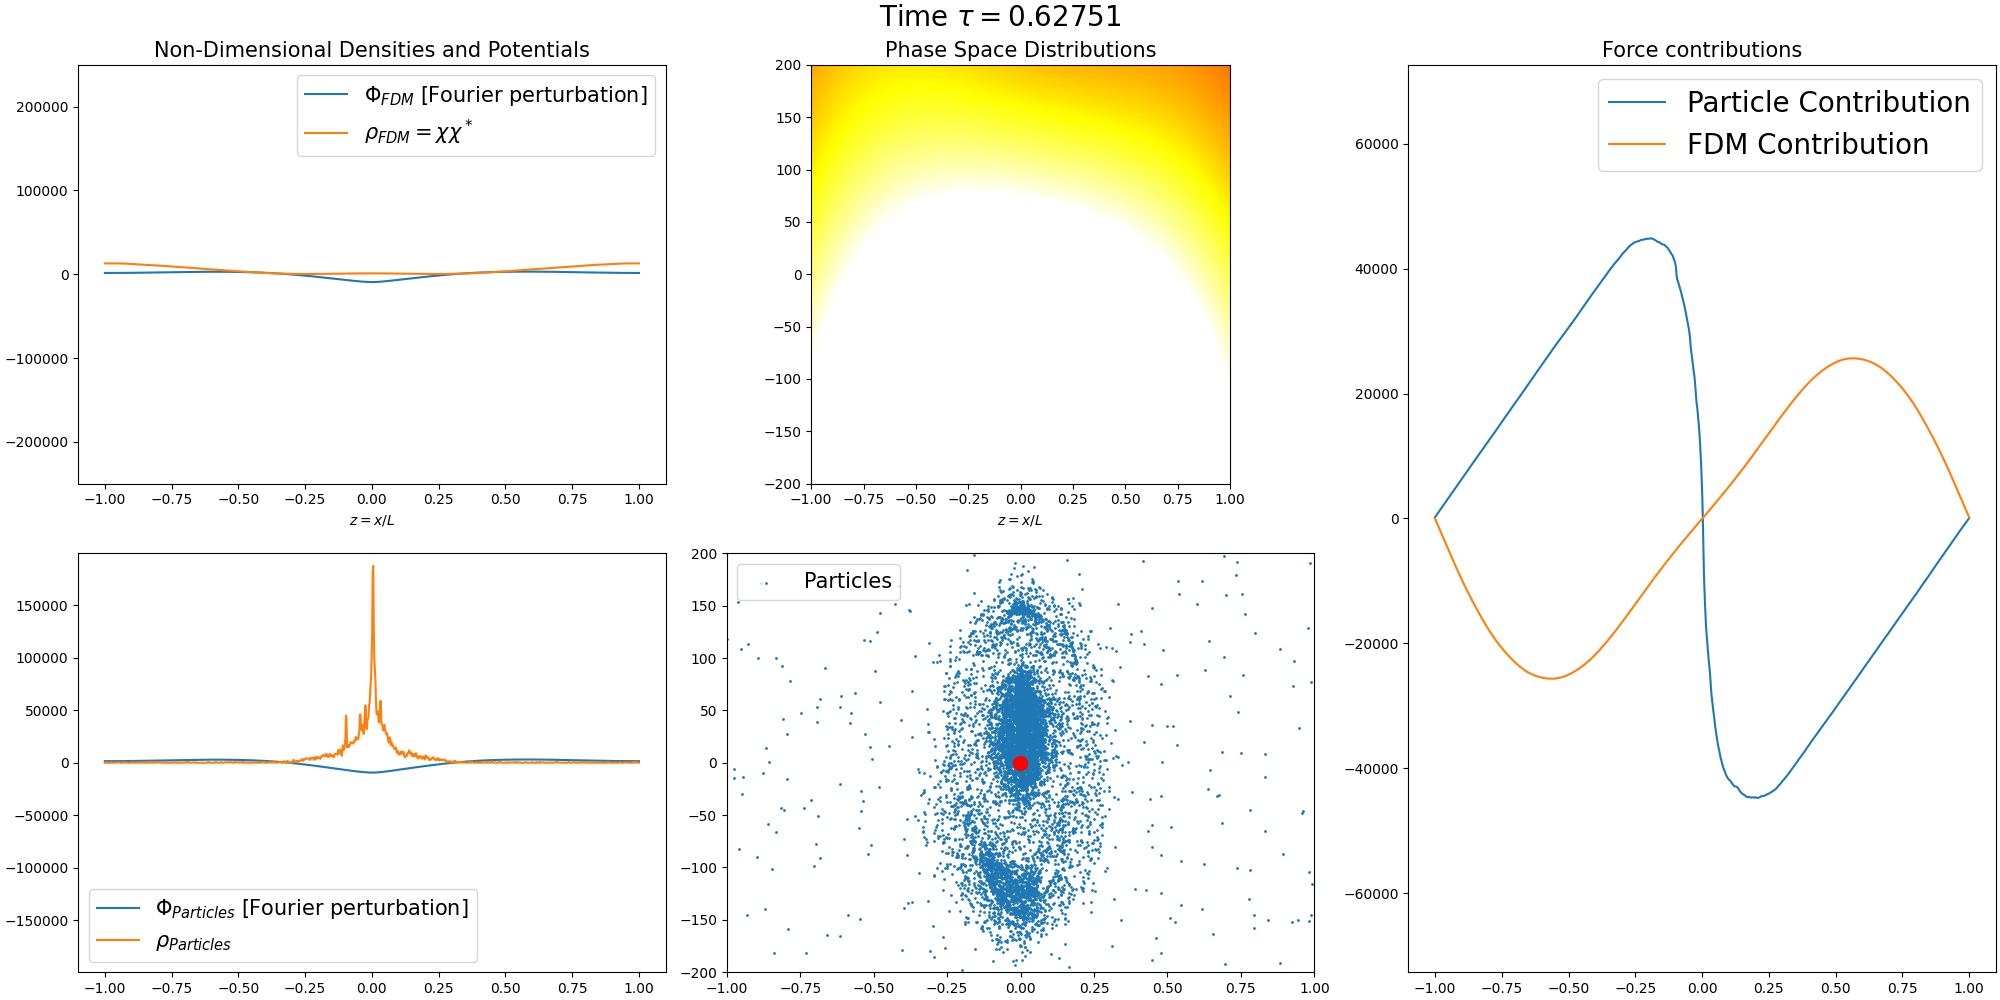 Time τ = 0.62751
Non-Dimensional Densities and Potentials
Φ_FDM [Fourier perturbation]
ρ_FDM = χχ*
200000
100000
0
−100000
−200000
−1.00 −0.75 −0.50 −0.25 0.00 0.25 0.50 0.75 1.00
z = x/L
Phase Space Distributions
200
150
100
50
0
−50
−100
−150
−200
−1.00 −0.75 −0.50 −0.25 0.00 0.25 0.50 0.75 1.00
z = x/L
Force contributions
Particle Contribution
FDM Contribution
60000
40000
20000
0
−20000
−40000
−60000
−1.00 −0.75 −0.50 −0.25 0.00 0.25 0.50 0.75 1.00
150000
100000
50000
0
−50000
−100000
−150000
Φ_Particles [Fourier perturbation]
ρ_Particles
−1.00 −0.75 −0.50 −0.25 0.00 0.25 0.50 0.75 1.00
Particles
200
150
100
50
0
−50
−100
−150
−200
−1.00 −0.75 −0.50 −0.25 0.00 0.25 0.50 0.75 1.00